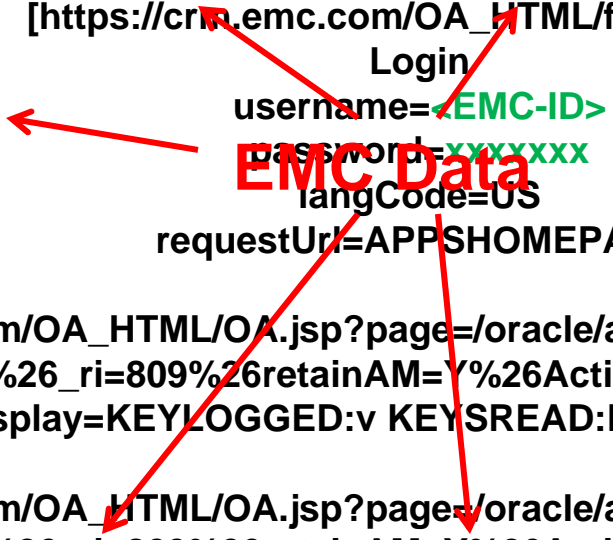 [https://crm.emc.com/OA_HTML/f
Login
username=<EMC-ID>
password=xxxxxxx
EMC Data
langCode=US
requestUrl=APPSHOMEPA
m/OA_HTML/OA.jsp?page=/oracle/a
%26_ri=809%26retainAM=Y%26Acti
splay=KEYLOGGED:v KEYSREAD:
m/OA_HTML/OA.jsp?page=/oracle/a